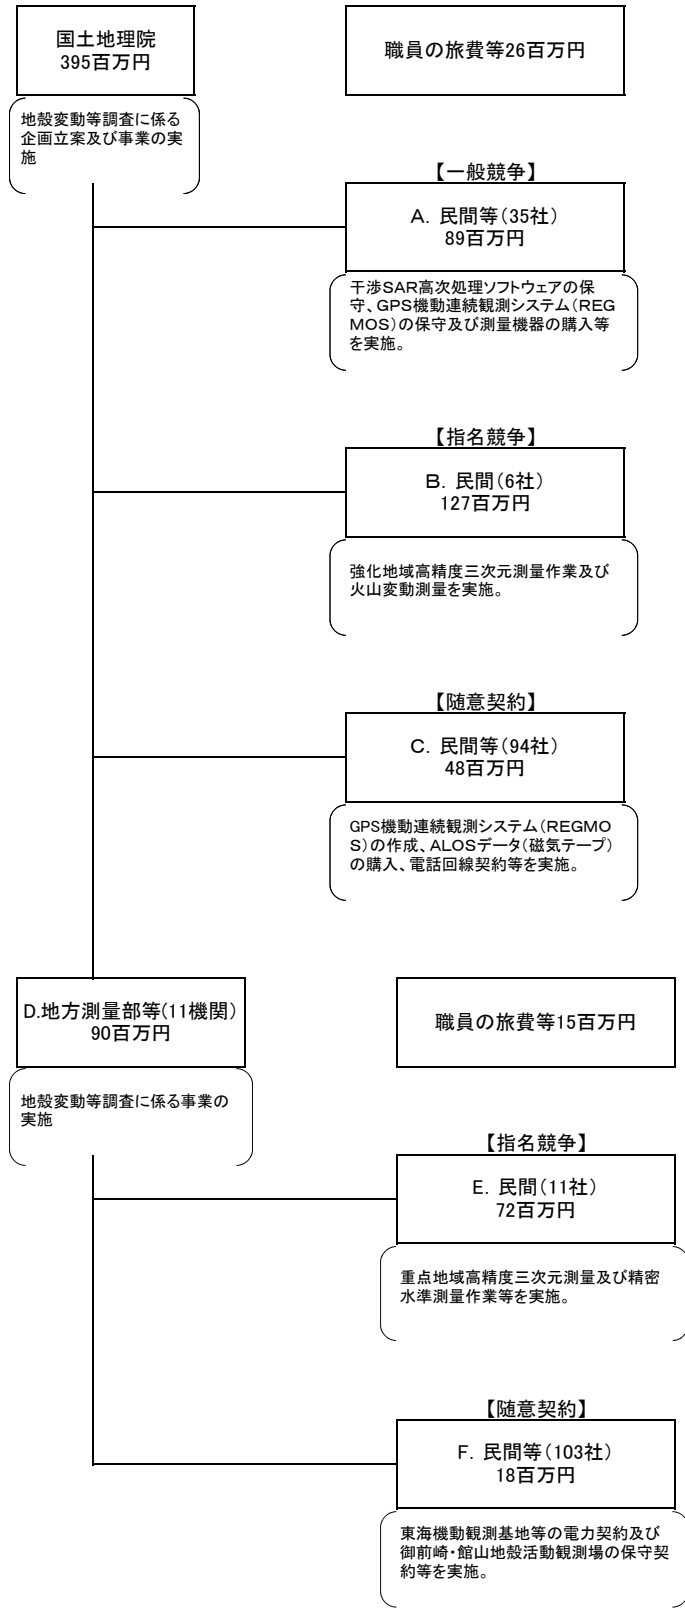 国土地理院
395百万円
職員の旅費等26百万円
地殻変動等調査に係る
企画立案及び事業の実
施
【一般競争】
A. 民間等(35社)
89百万円
干渉SAR高次処理ソフトウェアの保
守、GPS機動連続観測システム(REG
MOS)の保守及び測量機器の購入等
を実施。
【指名競争】
B. 民間(6社)
127百万円
強化地域高精度三次元測量作業及び
火山変動測量を実施。
【随意契約】
C. 民間等(94社)
48百万円
GPS機動連続観測システム(REGMO
S)の作成、ALOSデータ(磁気テープ)
の購入、電話回線契約等を実施。
D.地方測量部等(11機関)
90百万円
職員の旅費等15百万円
地殻変動等調査に係る事業の
実施
【指名競争】
E. 民間(11社)
72百万円
重点地域高精度三次元測量及び精密
水準測量作業等を実施。
【随意契約】
F. 民間等(103社)
18百万円
東海機動観測基地等の電力契約及び
御前崎・館山地殻活動観測場の保守契
約等を実施。